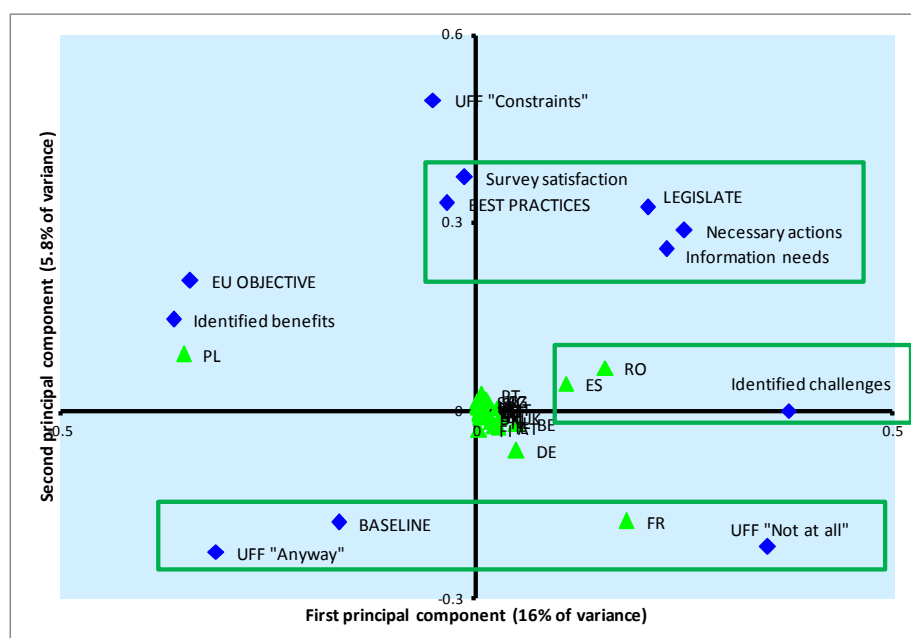 0.6
UFF "Constraints"
Survey satisfaction
BEST PRACTICES
LEGISLATE
0.3
Necessary actions
Information needs
EU OBJECTIVE
Identified benefits
PL
RO
ES
Identified challenges
PT
0
BE
-0.5
0
0.5
DE
BASELINE
FR
UFF "Anyway"
UFF "Not at all"
-0.3
First principal component (16% of variance)
Second principal component (5.8% of variance)